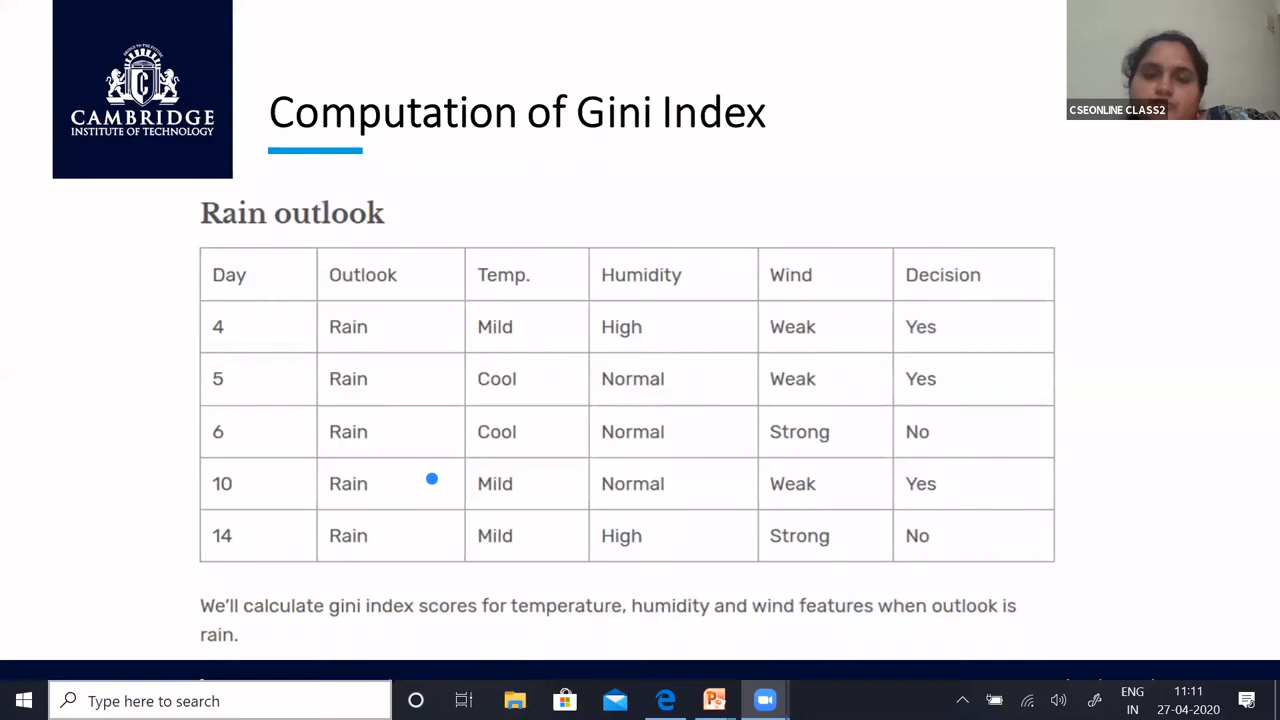 CAMBRIDGE
INSTITUTE OF TECHNOLOGY
Computation of Gini Index
CSEONLINE CLASS2
Rain outlook
Day Outlook Temp. Humidity Wind Decision
4 Rain Mild High Weak Yes
5 Rain Cool Normal Weak Yes
6 Rain Cool Normal Strong No
10 Rain Mild Normal Weak Yes
14 Rain Mild High Strong No
We'll calculate gini index scores for temperature, humidity and wind features when outlook is
rain.
Type here to search
ENG
IN
11:11
27-04-2020